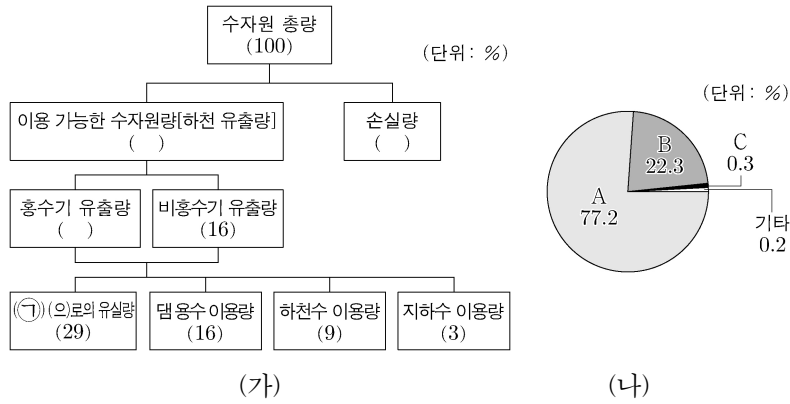 수자원 총량
(100)
(단위: %)
이용 가능한 수자원량[하천 유출량]
( )
손실량
( )
홍수기 유출량
( )
비홍수기 유출량
(16)
(㉠) (으)로의 유실량
(29)
댐 용수 이용량
(16)
하천수 이용량
(9)
지하수 이용량
(3)
(가)
(단위: %)
A
77.2
B
22.3
C
0.3
기타
0.2
(나)